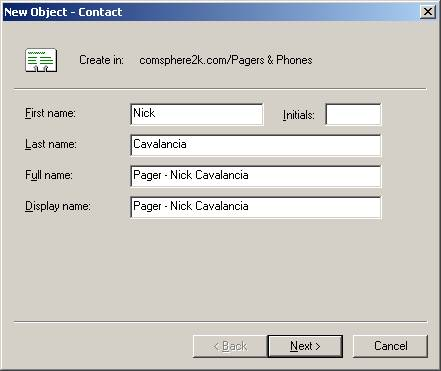 New Object - Contact
Create in: comsphere2k.com/Pagers & Phones
First name: Nick Initials:
Last name: Cavalancia
Full name: Pager - Nick Cavalancia
Display name: Pager - Nick Cavalancia
< Back Next > Cancel